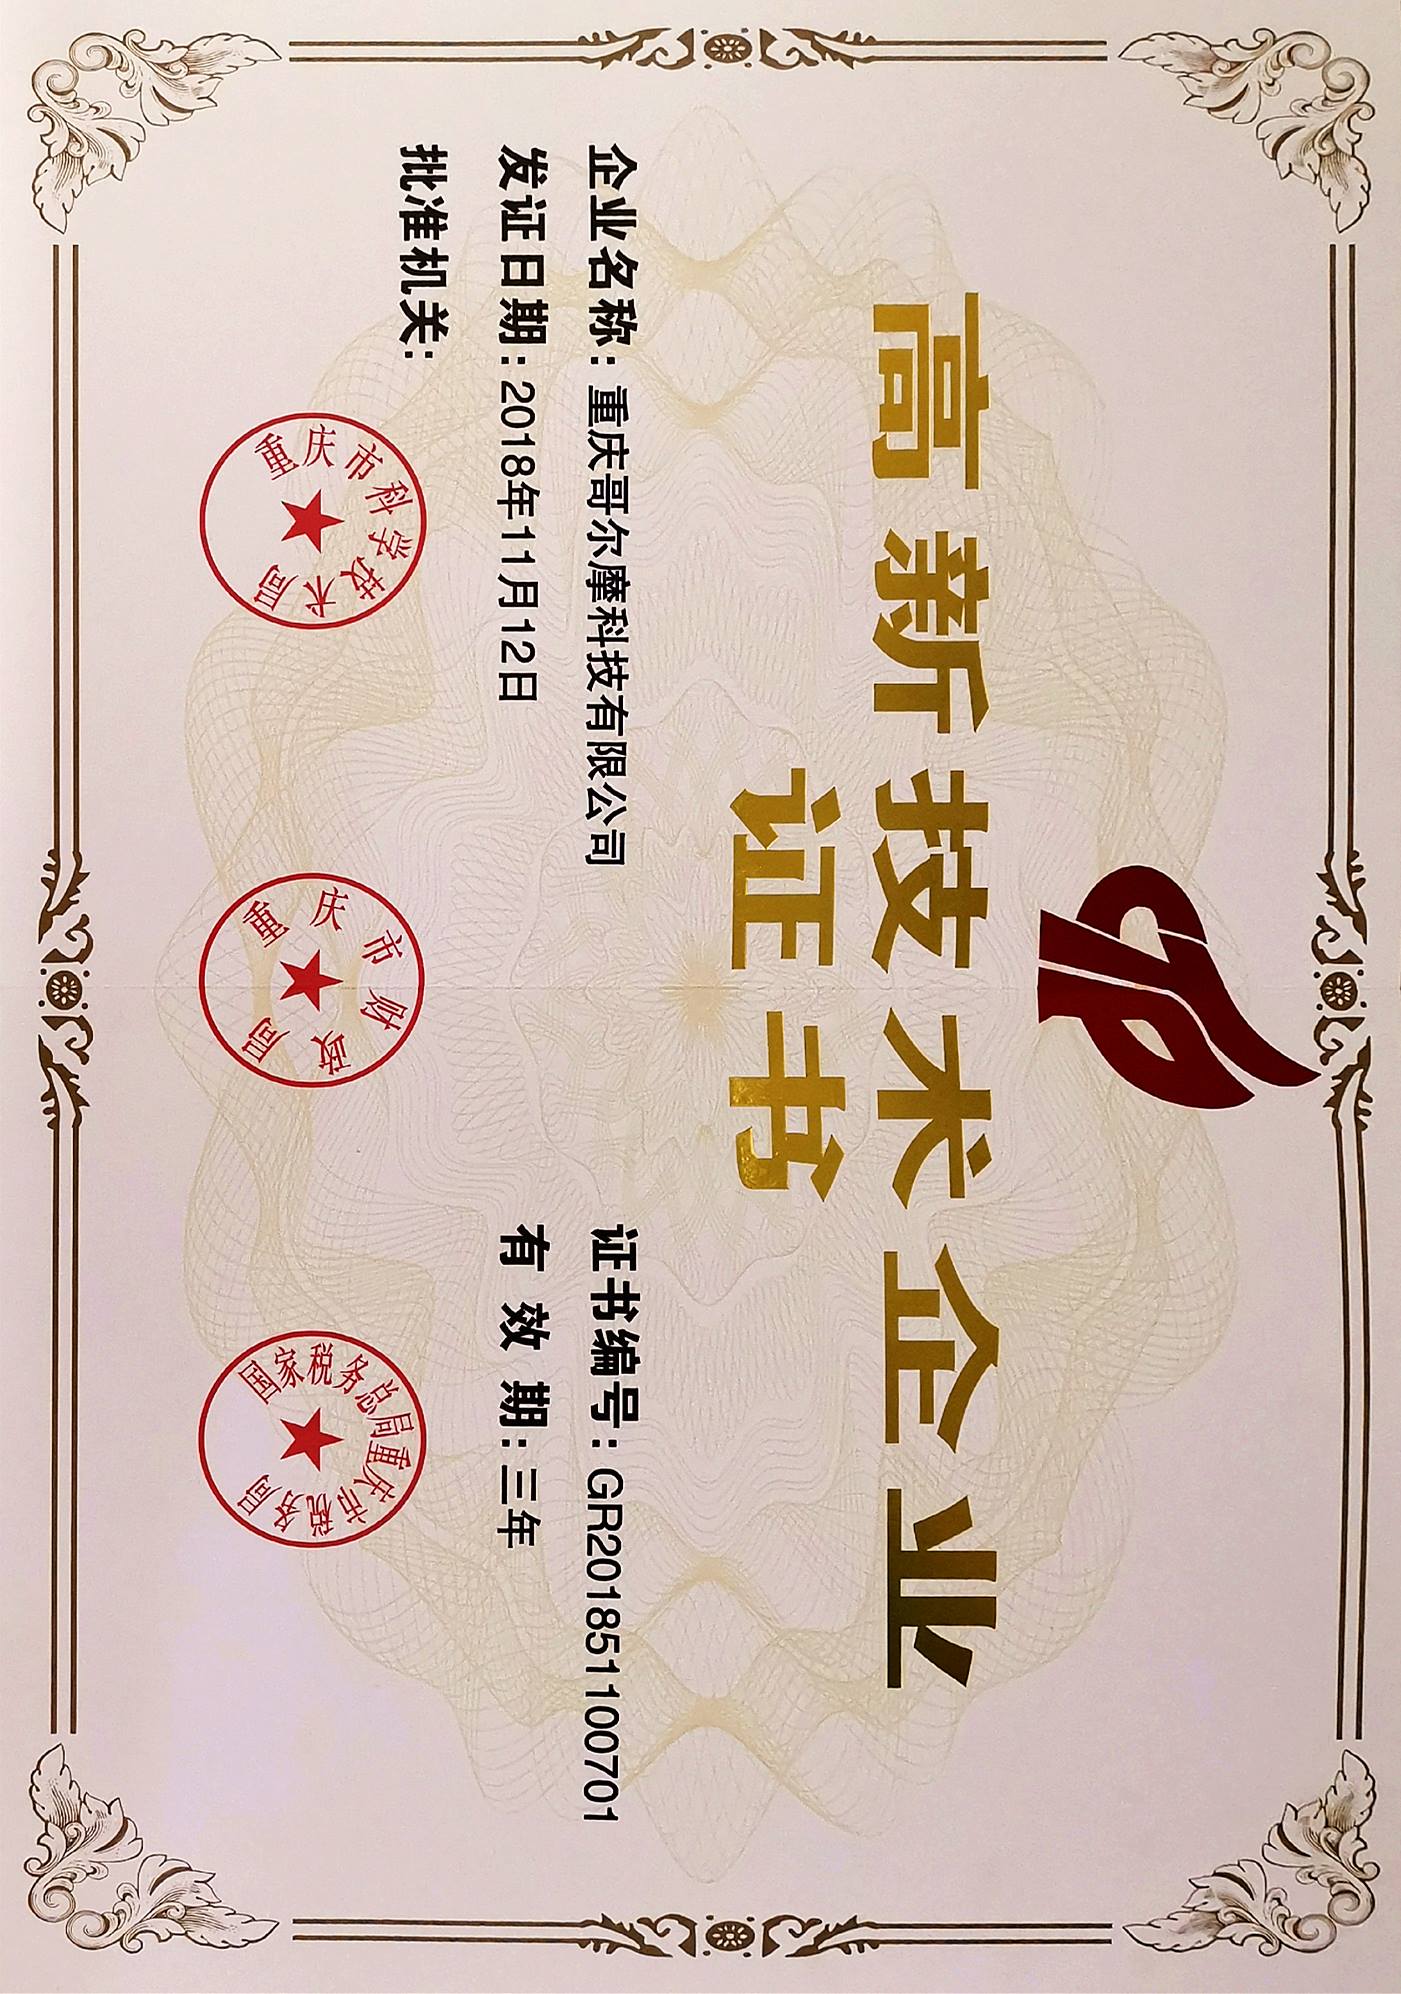 高新技术企业
证书
企业名称：重庆哥尔摩科技有限公司
证书编号：GR201851100701
发证日期：2018年11月12日
有效期：三年
批准机关：
重庆市科学技术局
重庆市财政局
国家税务总局重庆市税务局